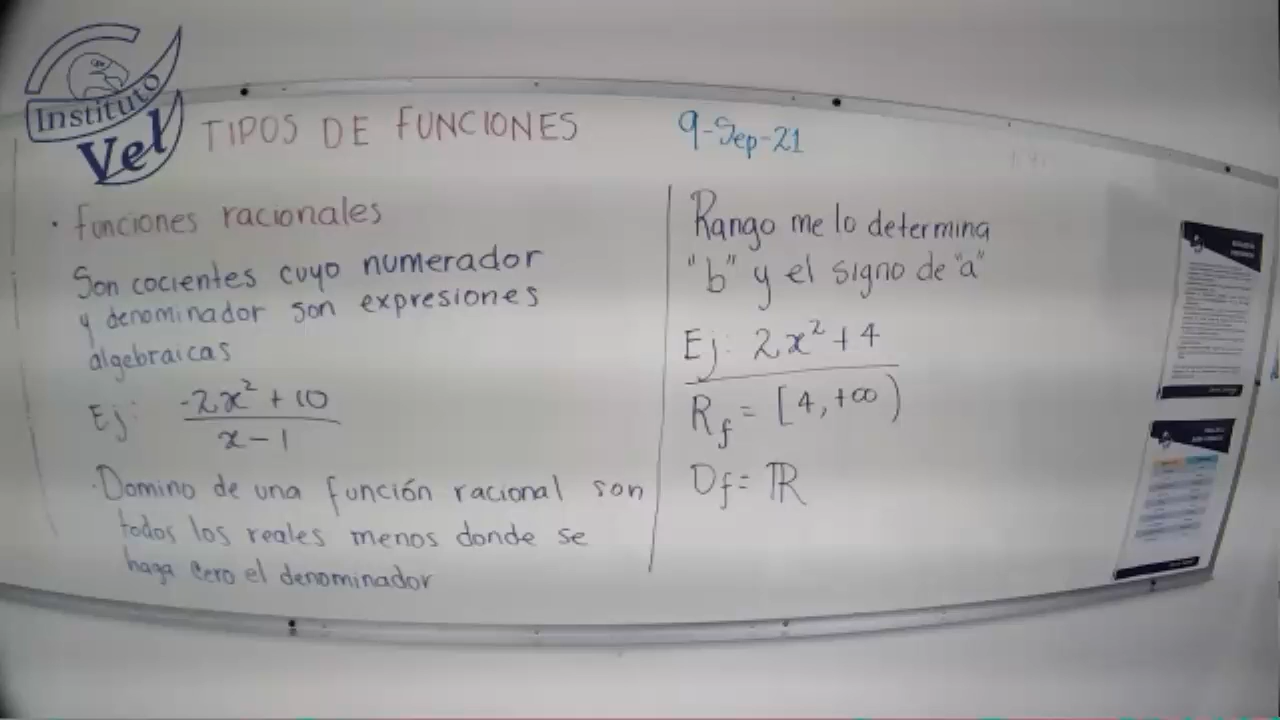 Instituto
Vel
TIPOS DE FUNCIONES
9-Sep-21
· Funciones racionales
Son cocientes cuyo numerador
y denominador son expresiones
algebraicas
Ej: -2x² + 10
x - 1
· Domino de una función racional son
todos los reales menos donde se
haga cero el denominador
Rango me lo determina
"b" y el signo de "a"
Ej: 2x² + 4
Rf = [4, +∞)
Df = ℝ